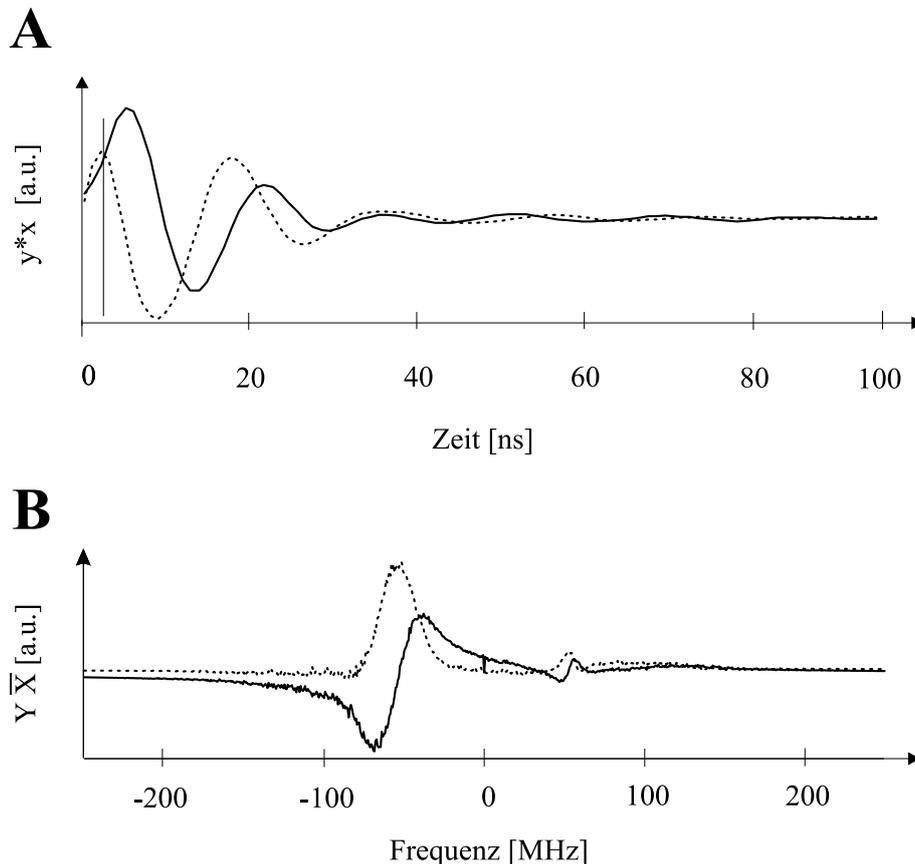 A
y*x [a.u.]
0 20 40 60 80 100
Zeit [ns]
B
Y X̅ [a.u.]
-200 -100 0 100 200
Frequenz [MHz]